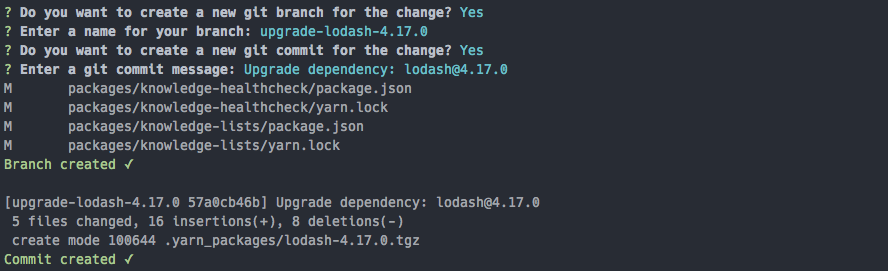 ? Do you want to create a new git branch for the change? Yes
? Enter a name for your branch: upgrade-lodash-4.17.0
? Do you want to create a new git commit for the change? Yes
? Enter a git commit message: Upgrade dependency: lodash@4.17.0
M       packages/knowledge-healthcheck/package.json
M       packages/knowledge-healthcheck/yarn.lock
M       packages/knowledge-lists/package.json
M       packages/knowledge-lists/yarn.lock
Branch created ✓
[upgrade-lodash-4.17.0 57a0cb46b] Upgrade dependency: lodash@4.17.0
 5 files changed, 16 insertions(+), 8 deletions(-)
 create mode 100644 .yarn_packages/lodash-4.17.0.tgz
Commit created ✓